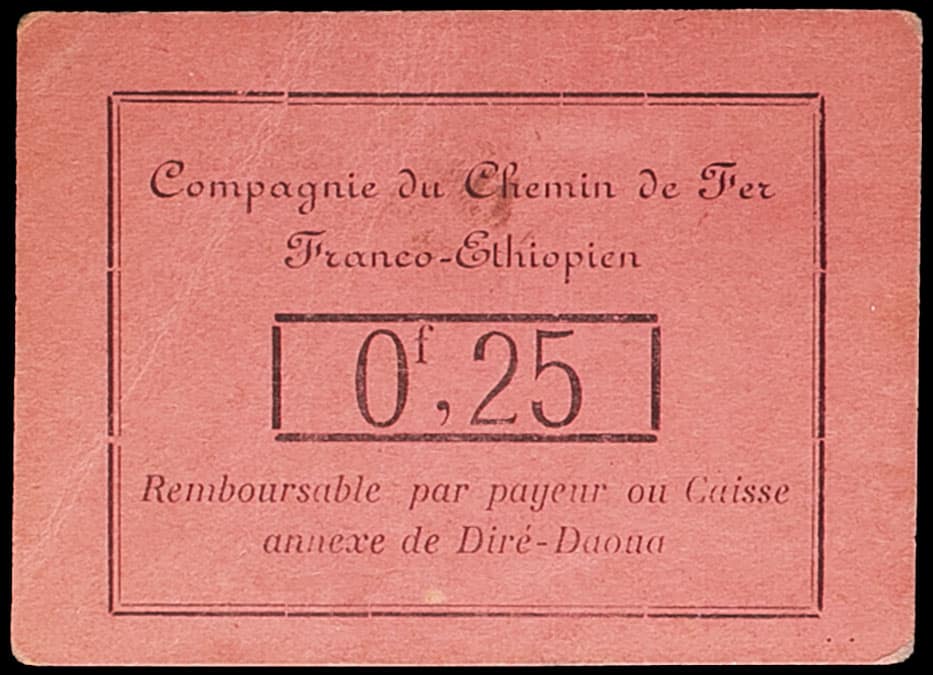 Compagnie du Chemin de Fer
Franco-Ethiopien
0f,25
Remboursable par payeur ou Caisse
annexe de Diré-Daoua